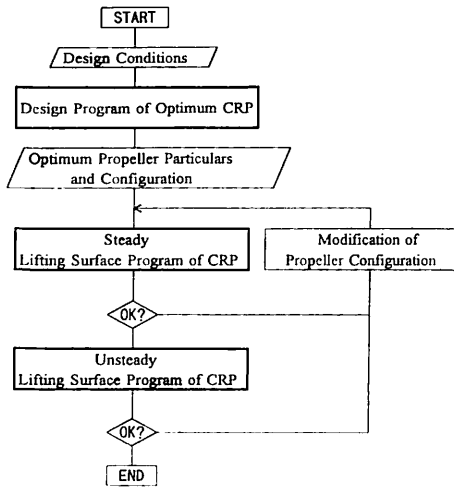 START
Design Conditions
Design Program of Optimum CRP
Optimum Propeller Particulars
and Configuration
Steady
Lifting Surface Program of CRP
Modification of
Propeller Configuration
OK?
Unsteady
Lifting Surface Program of CRP
OK?
END